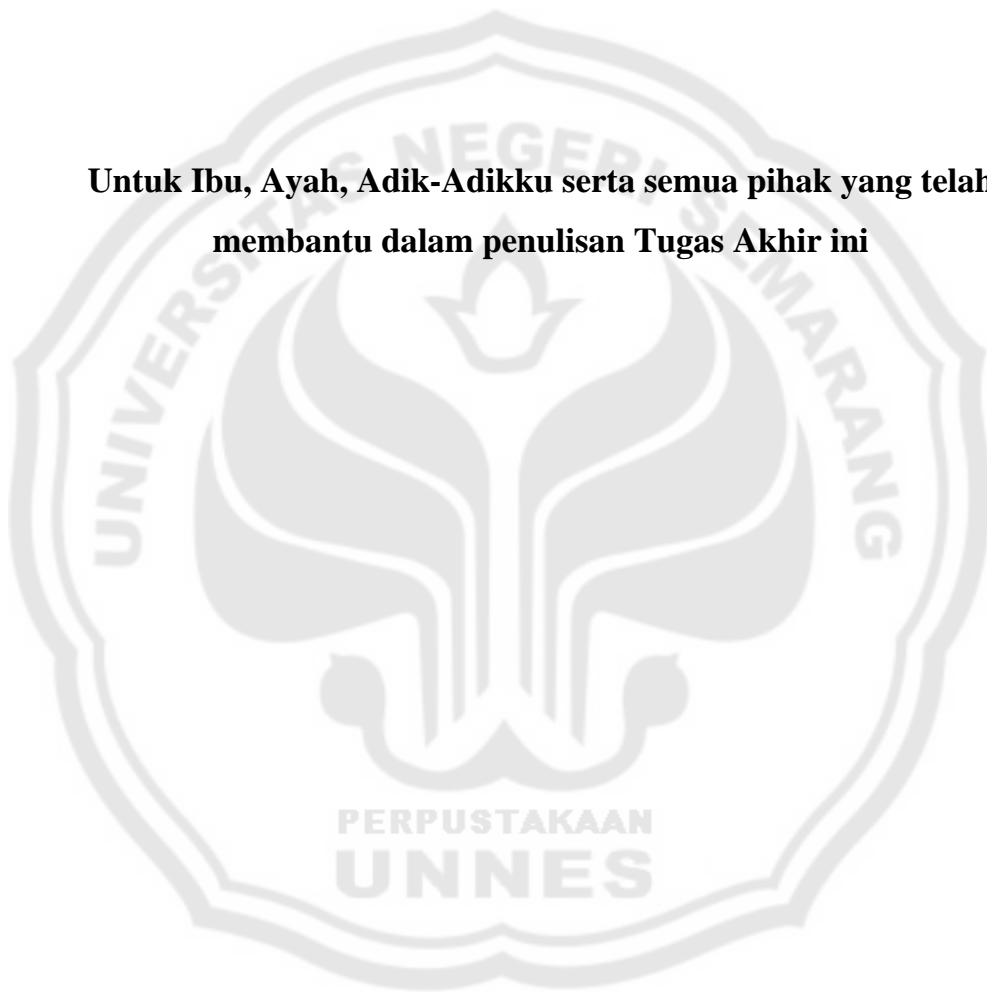 Untuk Ibu, Ayah, Adik-Adikku serta semua pihak yang telah
membantu dalam penulisan Tugas Akhir ini
UNIVERSITAS NEGERI SEMARANG
PERPUSTAKAAN
UNNES